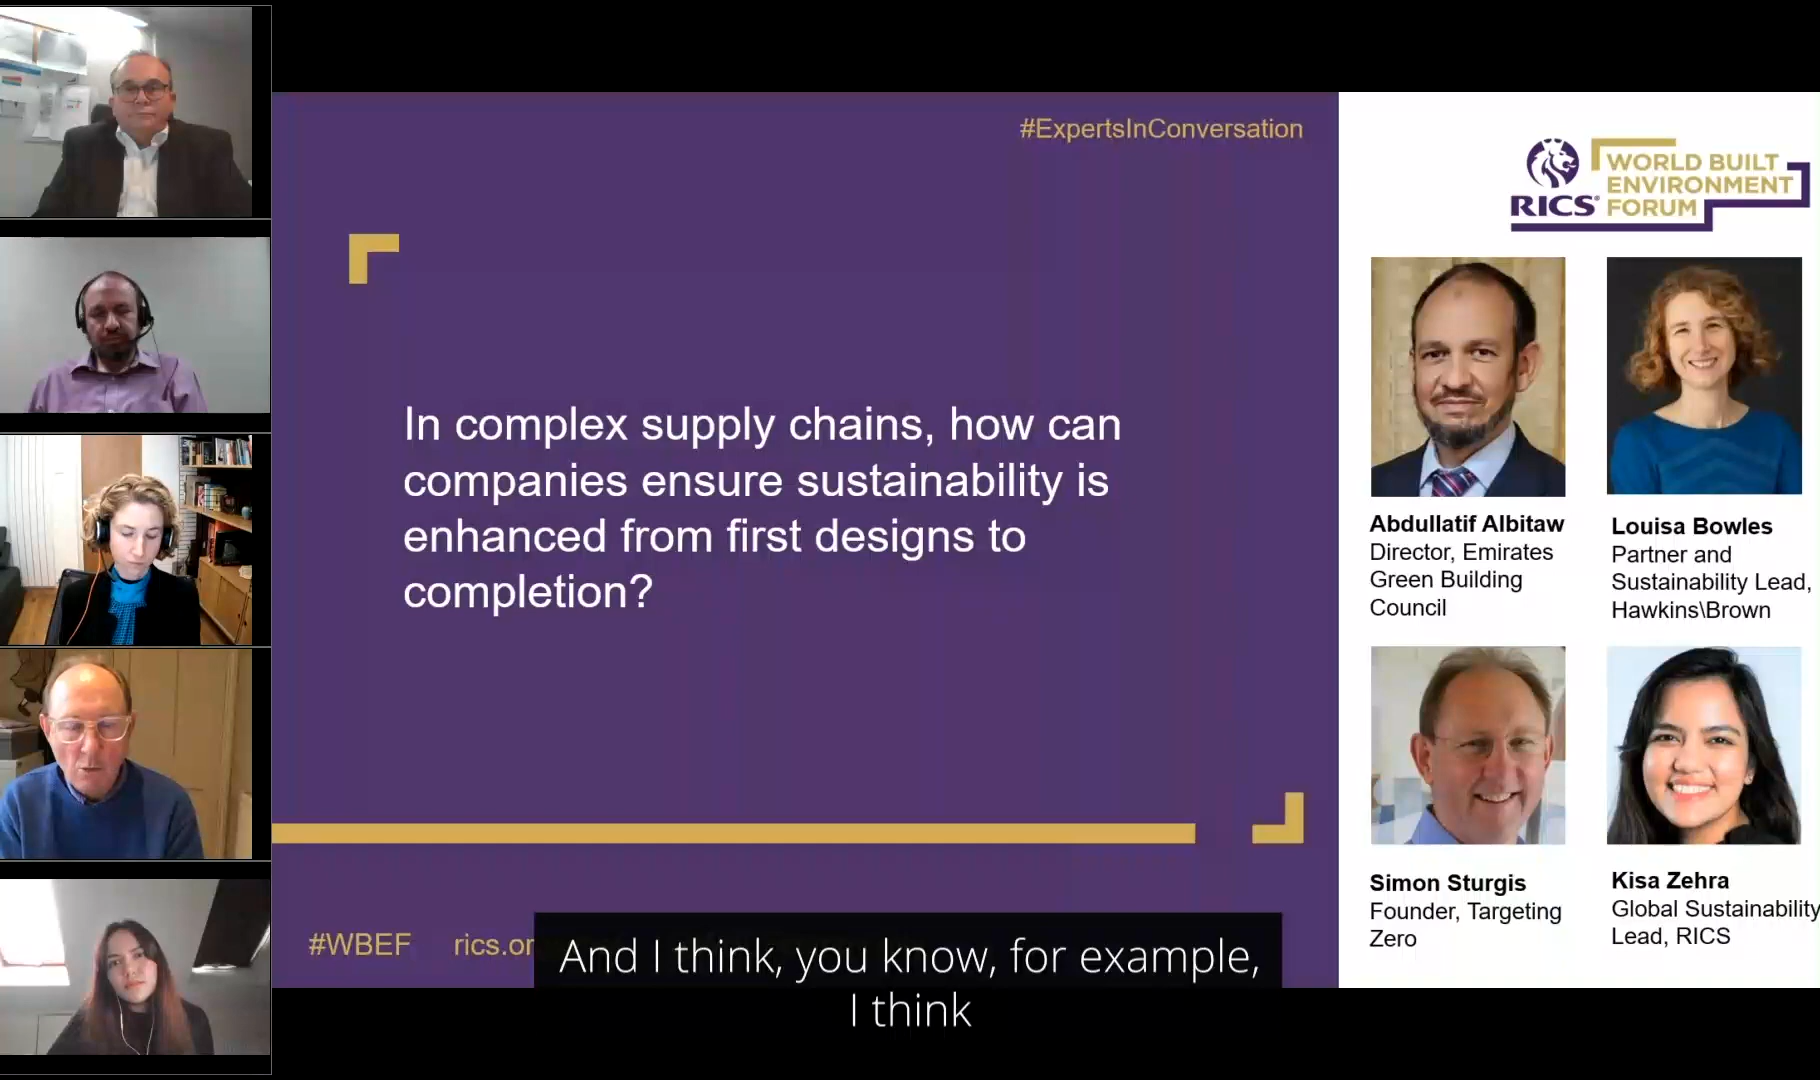 #ExpertsInConversation
In complex supply chains, how can
companies ensure sustainability is
enhanced from first designs to
completion?
#WBEF
rics.or
And I think, you know, for example,
I think
RICS
WORLD BUILT
ENVIRONMENT
FORUM
Abdullatif Albitaw
Director, Emirates
Green Building
Council
Louisa Bowles
Partner and
Sustainability Lead,
Hawkins\Brown
Simon Sturgis
Founder, Targeting
Zero
Kisa Zehra
Global Sustainability
Lead, RICS